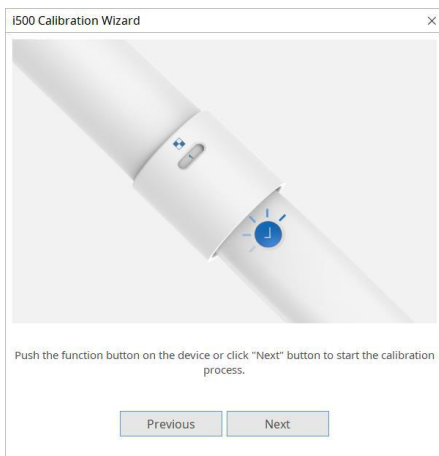 i500 Calibration Wizard
Push the function button on the device or click "Next" button to start the calibration
process.
Previous
Next